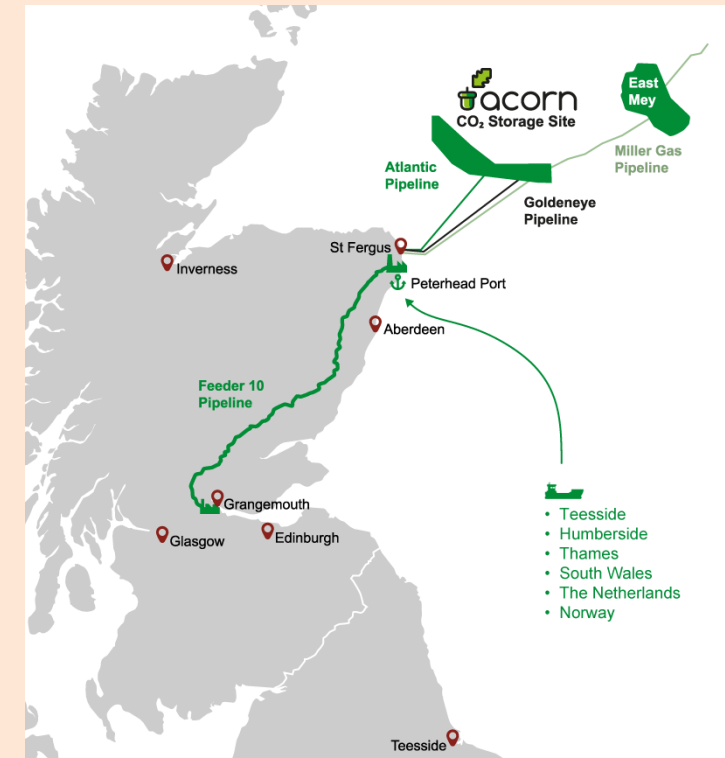 acorn
CO₂ Storage Site
East
Mey
Miller Gas
Pipeline
Atlantic
Pipeline
Goldeneye
Pipeline
St Fergus
Inverness
Peterhead Port
Aberdeen
Feeder 10
Pipeline
Grangemouth
Glasgow
Edinburgh
• Teesside
• Humberside
• Thames
• South Wales
• The Netherlands
• Norway
Teesside